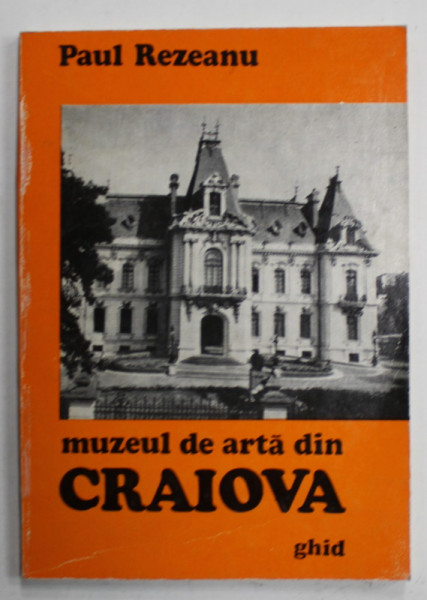 Paul Rezeanu
muzeul de artă din
CRAIOVA
ghid